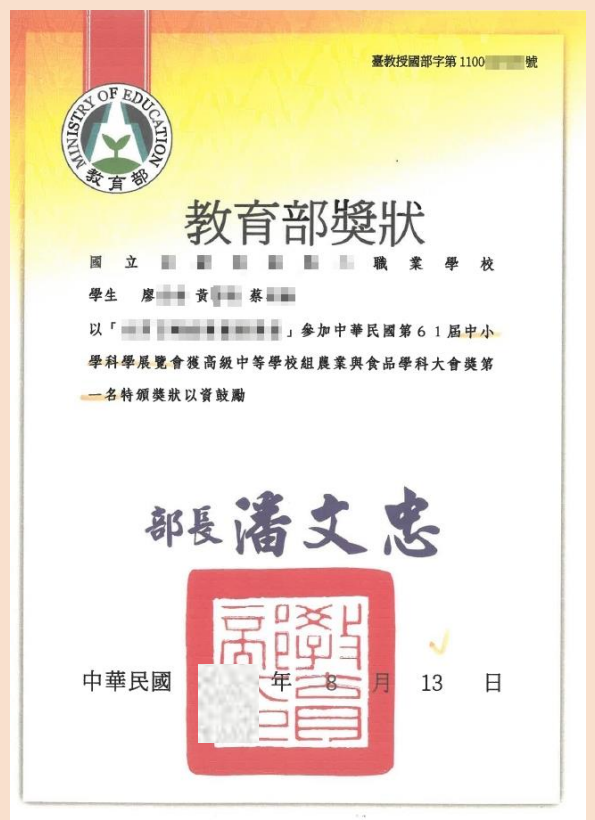 臺教授國部字第1100號
MINISTRY OF EDUCATION
教育部
教育部獎狀
國立職業學校
學生 廖 黃 蔡
以「」參加中華民國第61屆中小
學科學展覽會獲高級中等學校組農業與食品學科大會獎第
一名特頒獎狀以資鼓勵
部長 潘文忠
中華民國 年 8 月 13 日